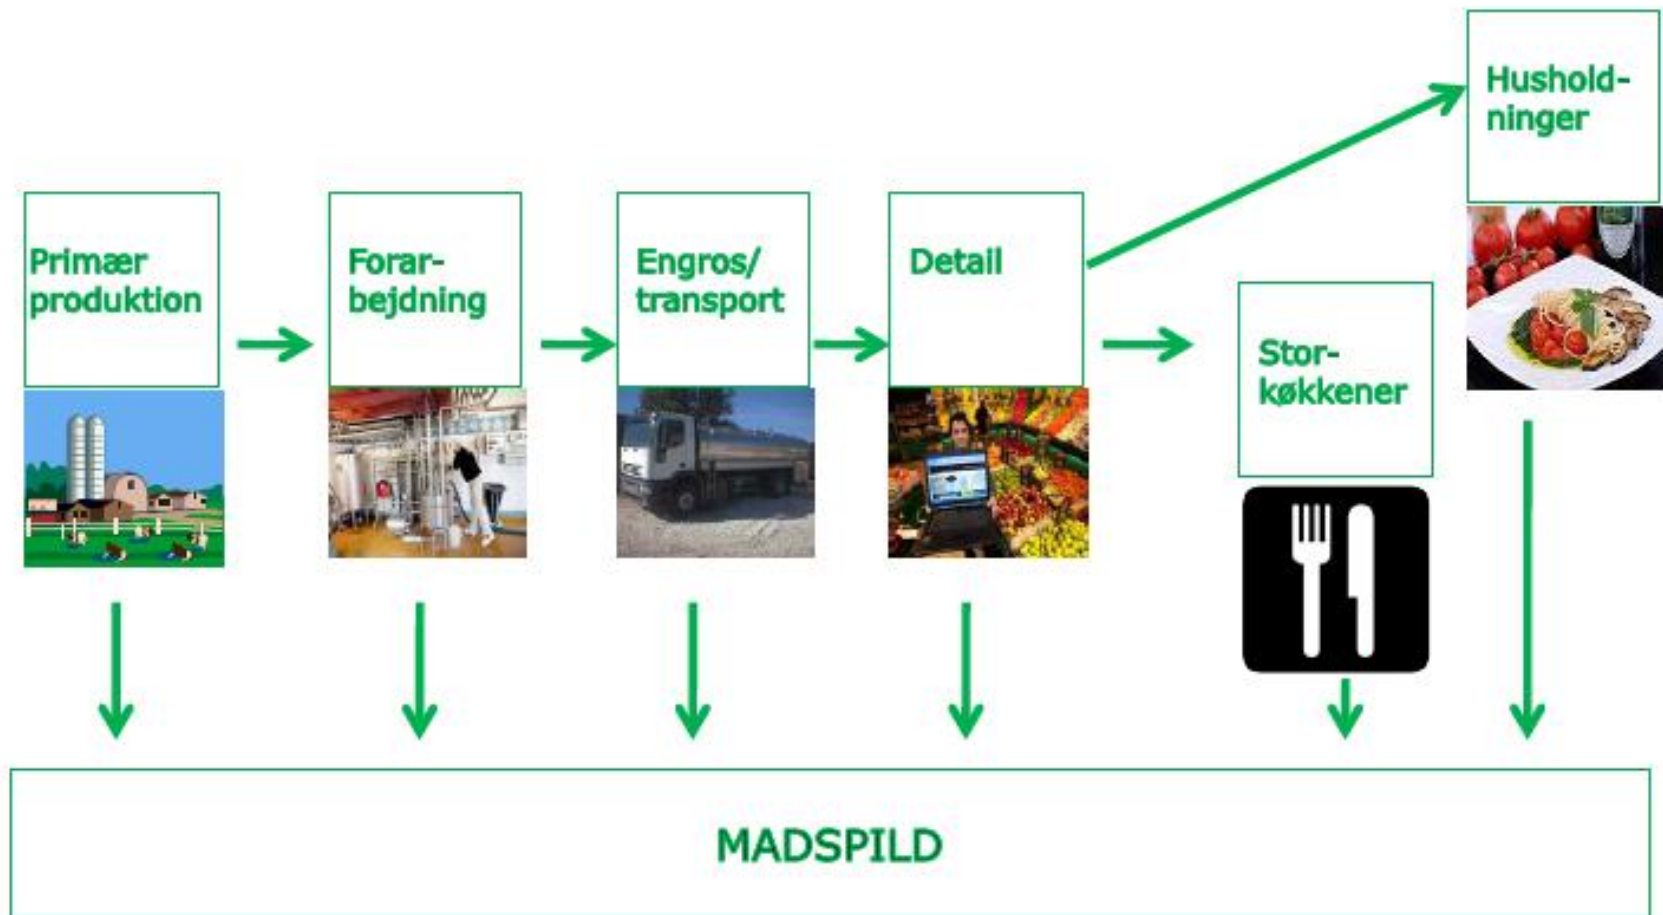 Primær
produktion
Forar-
bejdning
Engros/
transport
Detail
Stor-
køkkener
Hushold-
ninger
MADSPILD